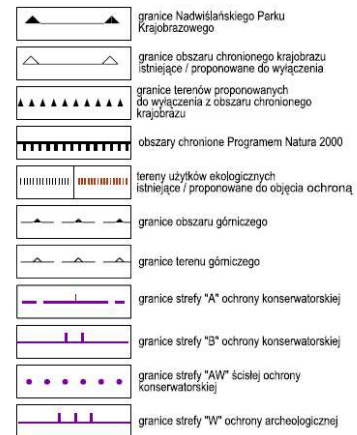 granice Nadwiślańskiego Parku
Krajobrazowego
granice obszaru chronionego krajobrazu
istniejące / proponowane do wyłączenia
granice terenów proponowanych
do wyłączenia z obszaru chronionego
krajobrazu
obszary chronione Programem Natura 2000
tereny użytków ekologicznych
istniejące / proponowane do objęcia ochroną
granice obszaru górniczego
granice terenu górniczego
granice strefy "A" ochrony konserwatorskiej
granice strefy "B" ochrony konserwatorskiej
granice strefy "AW" ścisłej ochrony
konserwatorskiej
granice strefy "W" ochrony archeologicznej